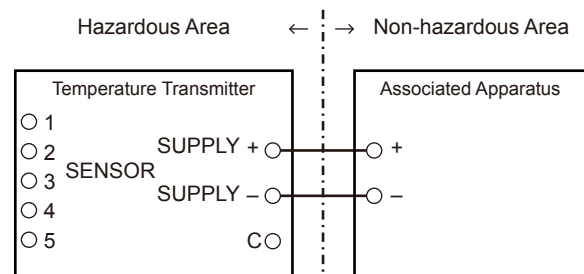 Hazardous Area ← → Non-hazardous Area
Temperature Transmitter
Associated Apparatus
1
2
3
4
5
SENSOR
SUPPLY +
SUPPLY –
C
+
–